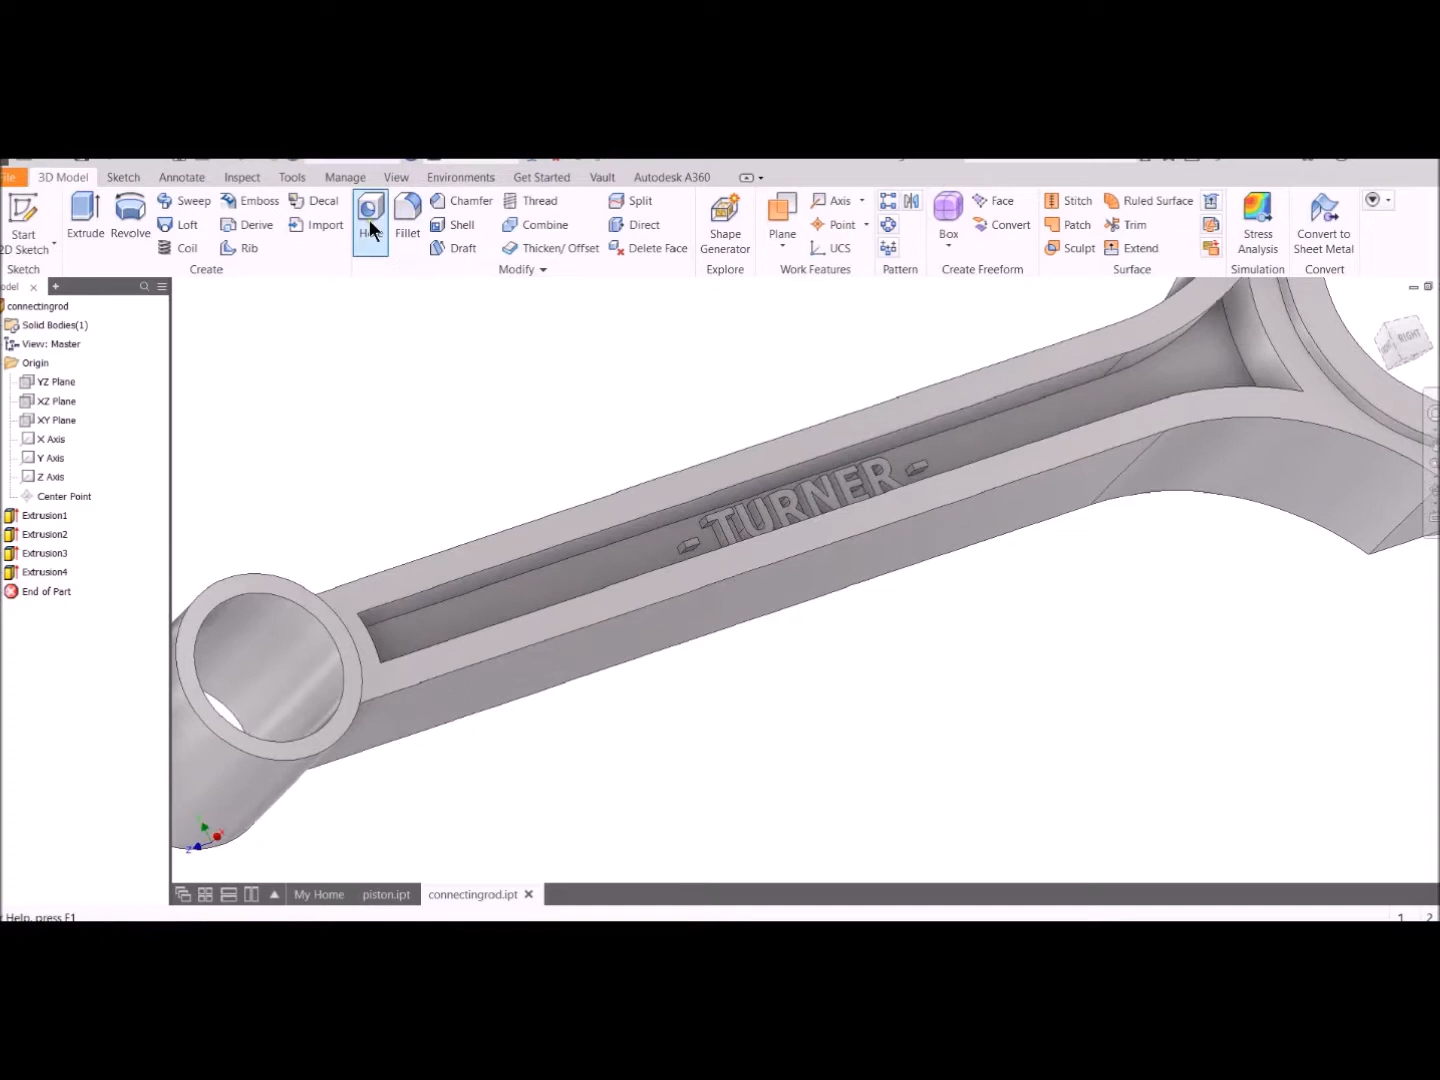 File 3D Model Sketch Annotate Inspect Tools Manage View Environments Get Started Vault Autodesk A360
Start
2D Sketch
Sketch
Extrude
Revolve
Sweep
Loft
Coil
Emboss
Derive
Rib
Decal
Import
Create
Fillet
Chamfer
Shell
Draft
Thread
Combine
Thicken/ Offset
Split
Direct
Delete Face
Modify
Shape
Generator
Explore
Plane
Axis
Point
UCS
Work Features
Pattern
Box
Face
Convert
Create Freeform
Stitch
Patch
Sculpt
Ruled Surface
Trim
Extend
Surface
Stress
Analysis
Simulation
Convert to
Sheet Metal
Convert
connectingrod
Solid Bodies(1)
View: Master
Origin
YZ Plane
XZ Plane
XY Plane
X Axis
Y Axis
Z Axis
Center Point
Extrusion1
Extrusion2
Extrusion3
Extrusion4
End of Part
- TURNER -
RIGHT
Z
My Home piston.ipt connectingrod.ipt
Help, press F1
1 2